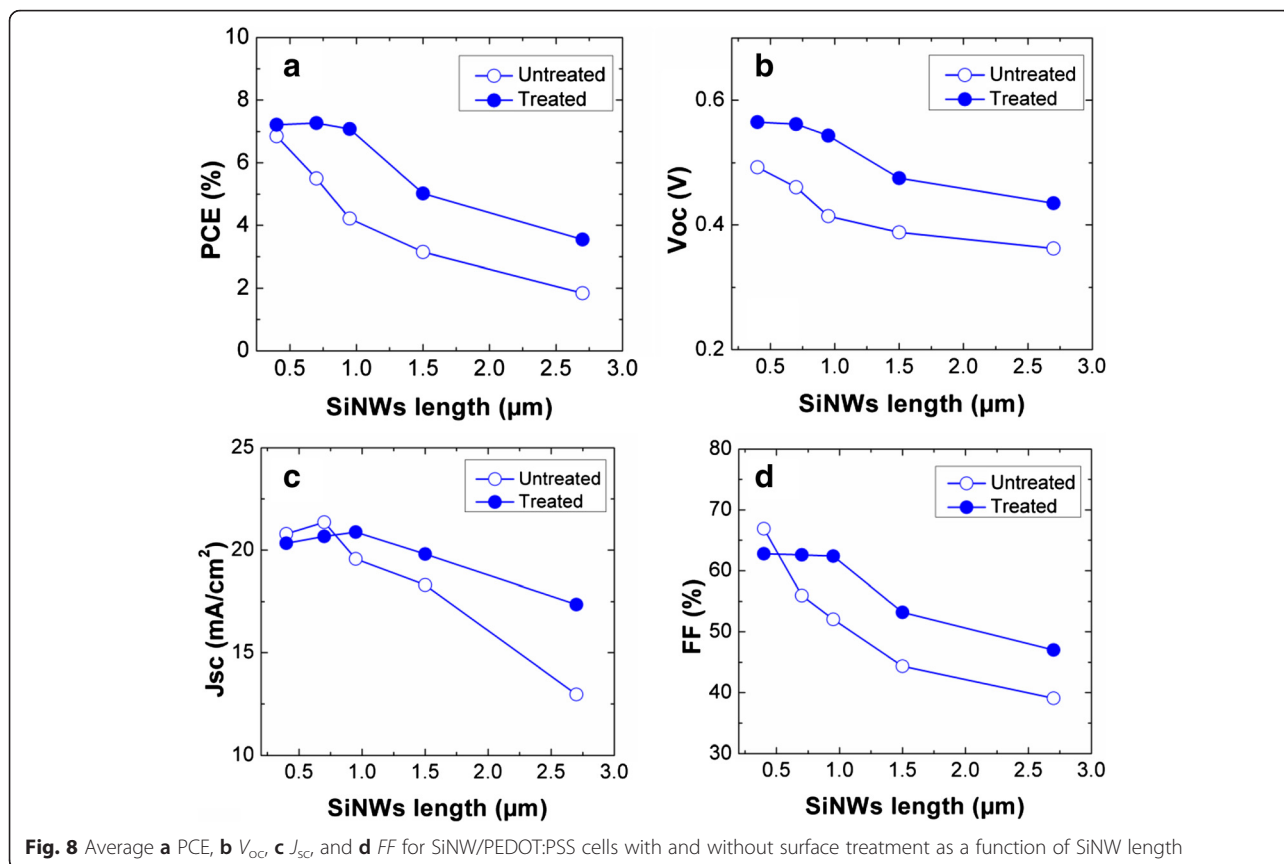 a
Untreated
Treated
PCE (%)
10
8
6
4
2
0
0.5 1.0 1.5 2.0 2.5 3.0
SiNWs length (µm)
b
Untreated
Treated
Voc (V)
0.6
0.4
0.2
0.5 1.0 1.5 2.0 2.5 3.0
SiNWs length (µm)
c
Untreated
Treated
Jsc (mA/cm²)
25
20
15
10
0.5 1.0 1.5 2.0 2.5 3.0
SiNWs length (µm)
d
Untreated
Treated
FF (%)
80
70
60
50
40
30
0.5 1.0 1.5 2.0 2.5 3.0
SiNWs length (µm)
Fig. 8 Average a PCE, b Voc, c Jsc, and d FF for SiNW/PEDOT:PSS cells with and without surface treatment as a function of SiNW length